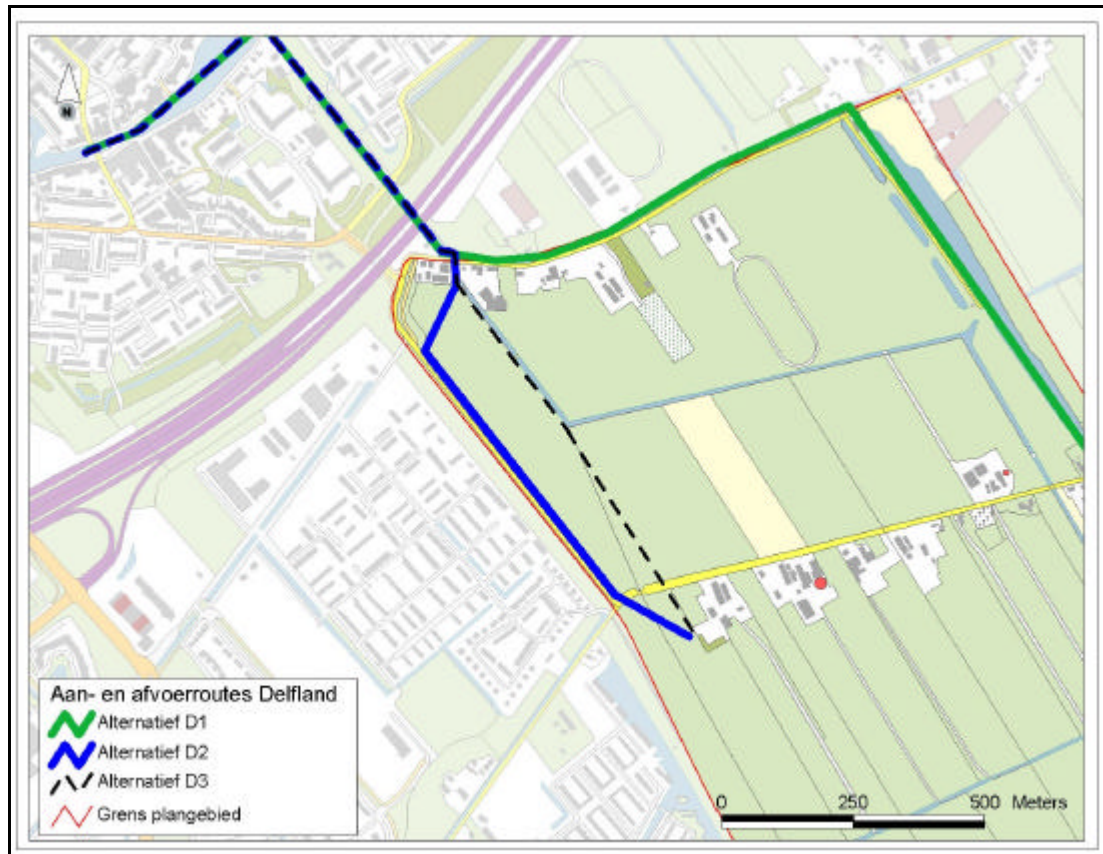 N
Aan- en afvoerroutes Delfland
Alternatief D1
Alternatief D2
Alternatief D3
Grens plangebied
0 250 500 Meters